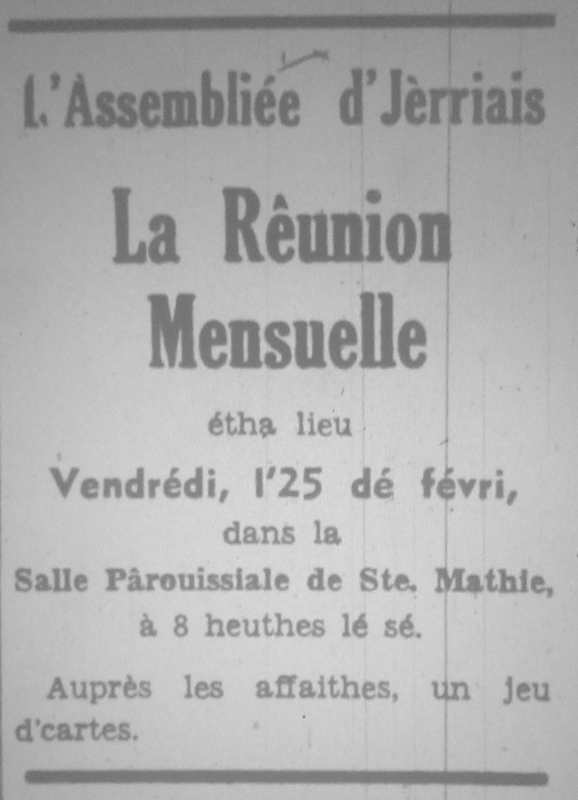 L'Assembliée d'Jèrriais
La Rêunion
Mensuelle
étha lieu
Vendrédi, l'25 dé févri,
dans la
Salle Pârouissiale de Ste. Mathie,
à 8 heuthes lé sé.
Auprès les affaithes, un jeu
d'cartes.